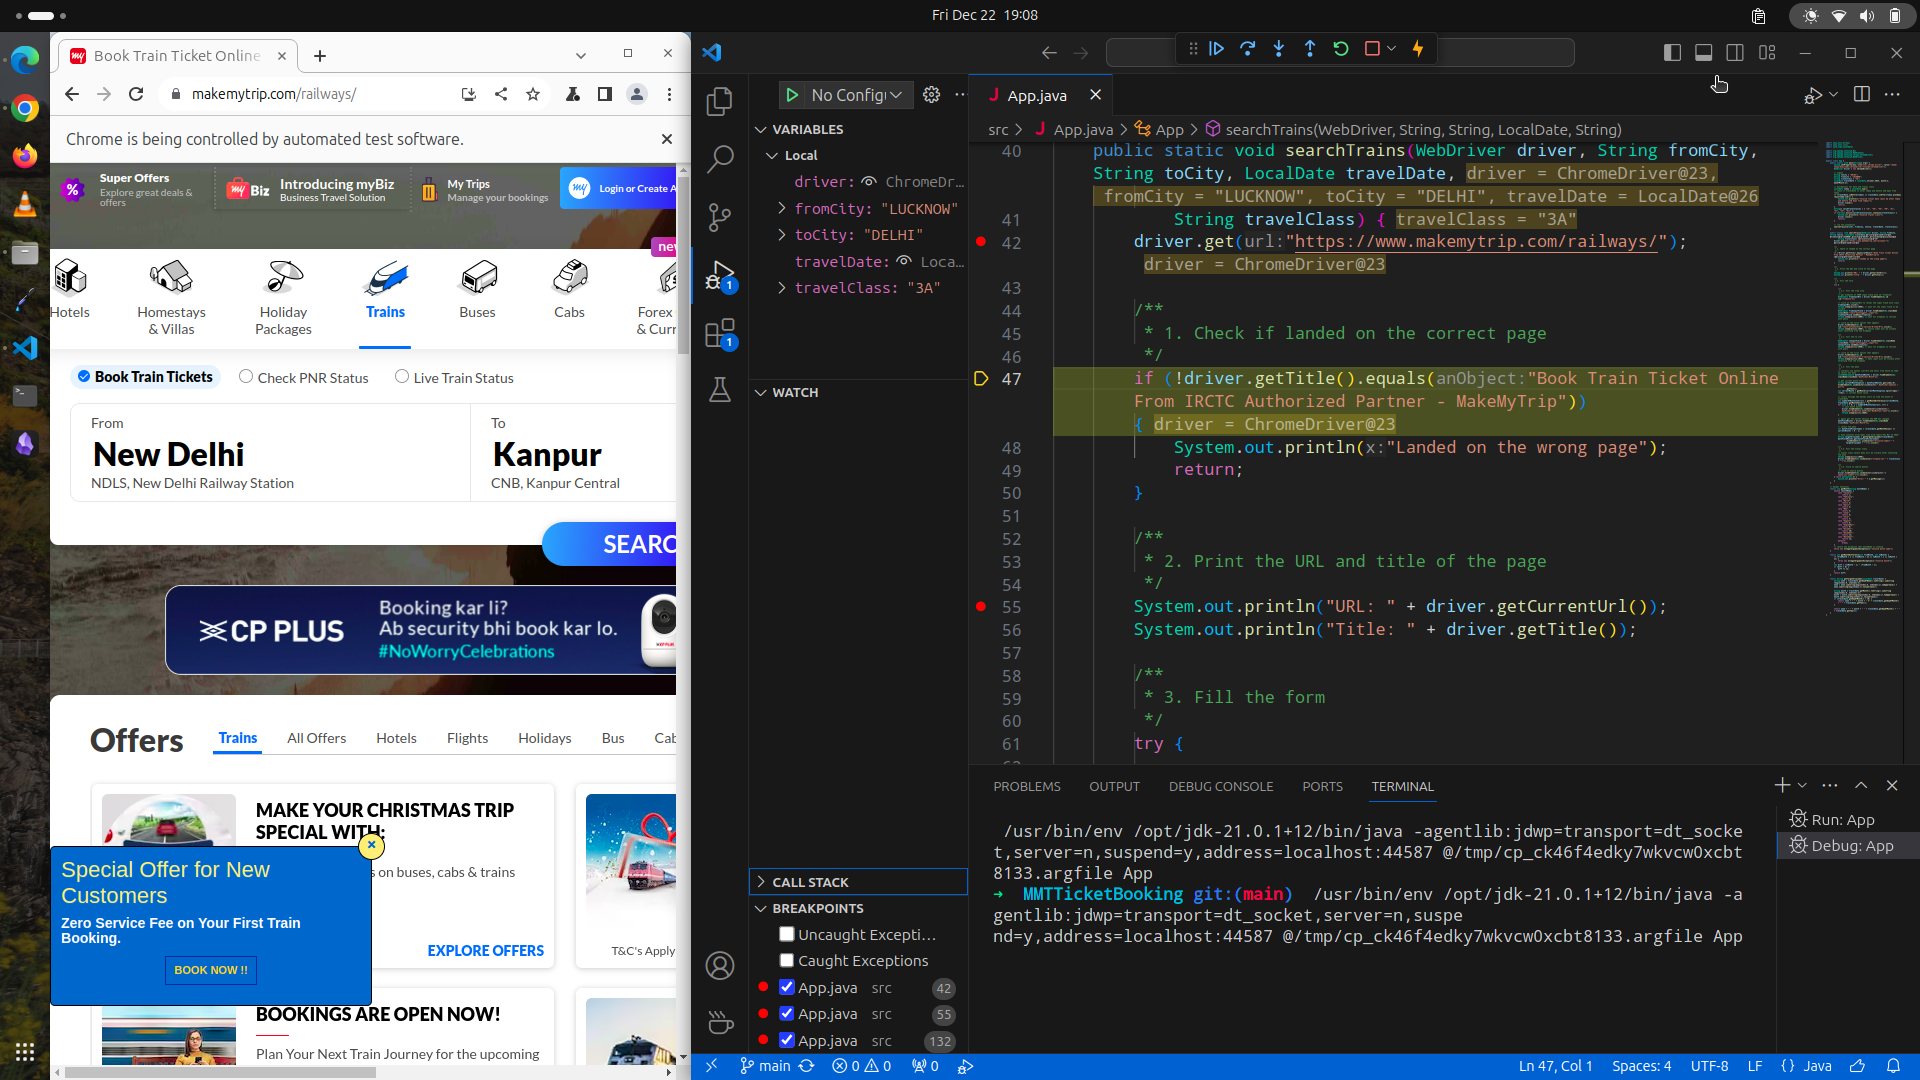 Fri Dec 22 19:08
Book Train Ticket Online
makemytrip.com/railways/
Chrome is being controlled by automated test software.
Super Offers
Explore great deals &
offers
my Biz
Introducing myBiz
Business Travel Solution
My Trips
Manage your bookings
my
Login or Create A
new
Hotels
Homestays
& Villas
Holiday
Packages
Trains
Buses
Cabs
Forex
& Curr
Book Train Tickets
Check PNR Status
Live Train Status
From
New Delhi
NDLS, New Delhi Railway Station
To
Kanpur
CNB, Kanpur Central
SEARC
CP PLUS
Booking kar li?
Ab security bhi book kar lo.
#NoWorryCelebrations
Offers
Trains
All Offers
Hotels
Flights
Holidays
Bus
Cab
MAKE YOUR CHRISTMAS TRIP
SPECIAL WITH:
s on buses, cabs & trains
EXPLORE OFFERS
T&C's Apply
Special Offer for New
Customers
Zero Service Fee on Your First Train
Booking.
BOOK NOW !!
BOOKINGS ARE OPEN NOW!
Plan Your Next Train Journey for the upcoming
No Config
VARIABLES
Local
driver: ChromeDr…
fromCity: "LUCKNOW"
toCity: "DELHI"
travelDate: Loca…
travelClass: "3A"
WATCH
CALL STACK
BREAKPOINTS
Uncaught Excepti…
Caught Exceptions
App.java src 42
App.java src 55
App.java src 132
1
1
J App.java
src > J App.java > App > searchTrains(WebDriver, String, String, LocalDate, String)
40 public static void searchTrains(WebDriver driver, String fromCity,
String toCity, LocalDate travelDate, driver = ChromeDriver@23,
fromCity = "LUCKNOW", toCity = "DELHI", travelDate = LocalDate@26
41 String travelClass) { travelClass = "3A"
42 driver.get(url:"https://www.makemytrip.com/railways/");
driver = ChromeDriver@23
43
44 /**
45 * 1. Check if landed on the correct page
46 */
47 if (!driver.getTitle().equals(anObject:"Book Train Ticket Online
From IRCTC Authorized Partner - MakeMyTrip"))
{ driver = ChromeDriver@23
48 System.out.println(x:"Landed on the wrong page");
49 return;
50 }
51
52 /**
53 * 2. Print the URL and title of the page
54 */
55 System.out.println("URL: " + driver.getCurrentUrl());
56 System.out.println("Title: " + driver.getTitle());
57
58 /**
59 * 3. Fill the form
60 */
61 try {
PROBLEMS
OUTPUT
DEBUG CONSOLE
PORTS
TERMINAL
/usr/bin/env /opt/jdk-21.0.1+12/bin/java -agentlib:jdwp=transport=dt_socke
t,server=n,suspend=y,address=localhost:44587 @/tmp/cp_ck46f4edky7wkvcw0xcbt
8133.argfile App
➜ MMTTicketBooking git:(main) /usr/bin/env /opt/jdk-21.0.1+12/bin/java -a
gentlib:jdwp=transport=dt_socket,server=n,suspe
nd=y,address=localhost:44587 @/tmp/cp_ck46f4edky7wkvcw0xcbt8133.argfile App
Run: App
Debug: App
main
0 0
0
Ln 47, Col 1
Spaces: 4
UTF-8
LF
{ } Java